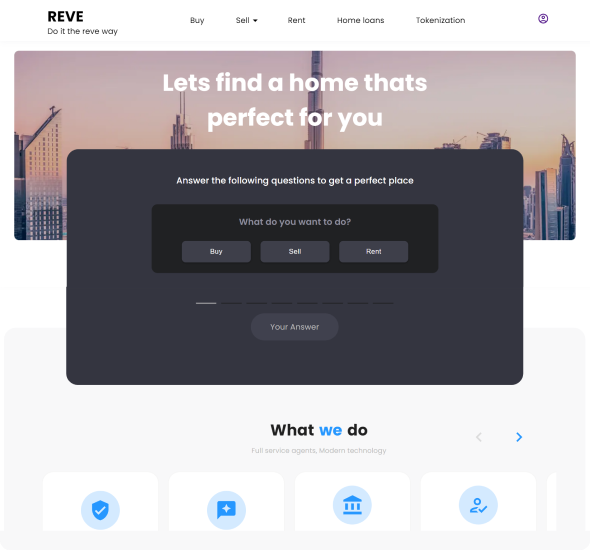 REVE
Do it the reve way
Buy
Sell
Rent
Home loans
Tokenization
Lets find a home thats
perfect for you
Answer the following questions to get a perfect place
What do you want to do?
Buy
Sell
Rent
Your Answer
What we do
Full service agents, Modern technology